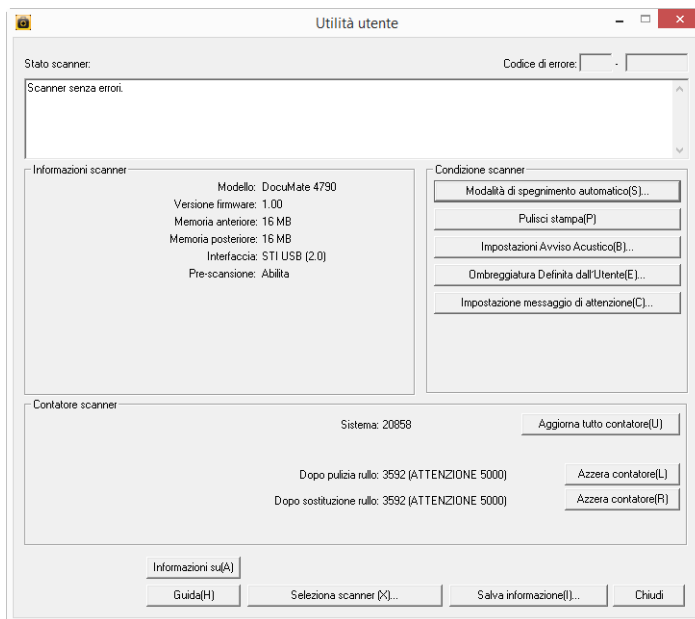 Utilità utente
Stato scanner:
Codice di errore: -
Scanner senza errori.
Informazioni scanner
Modello: DocuMate 4790
Versione firmware: 1.00
Memoria anteriore: 16 MB
Memoria posteriore: 16 MB
Interfaccia: STI USB (2.0)
Pre-scansione: Abilita
Condizione scanner
Modalità di spegnimento automatico(S)...
Pulisci stampa(P)
Impostazioni Avviso Acustico(B)...
Ombreggiatura Definita dall'Utente(E)...
Impostazione messaggio di attenzione(C)...
Contatore scanner
Sistema: 20858
Aggiorna tutto contatore(U)
Dopo pulizia rullo: 3592 (ATTENZIONE 5000)
Azzera contatore(L)
Dopo sostituzione rullo: 3592 (ATTENZIONE 5000)
Azzera contatore(R)
Informazioni su(A)
Guida(H)
Seleziona scanner (X)...
Salva informazione(I)...
Chiudi